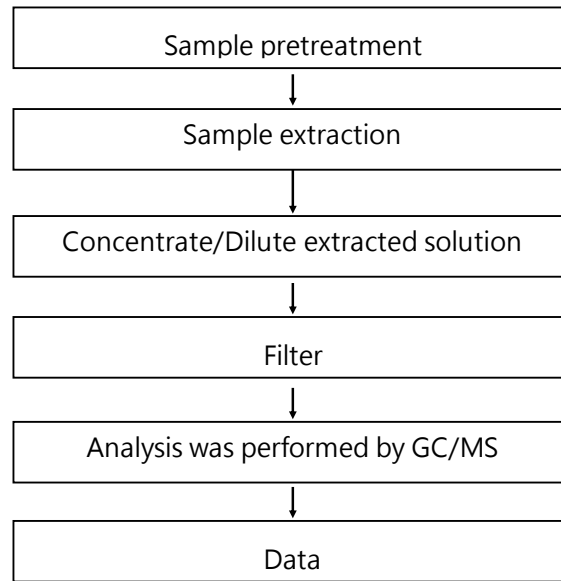 Sample pretreatment
Sample extraction
Concentrate/Dilute extracted solution
Filter
Analysis was performed by GC/MS
Data